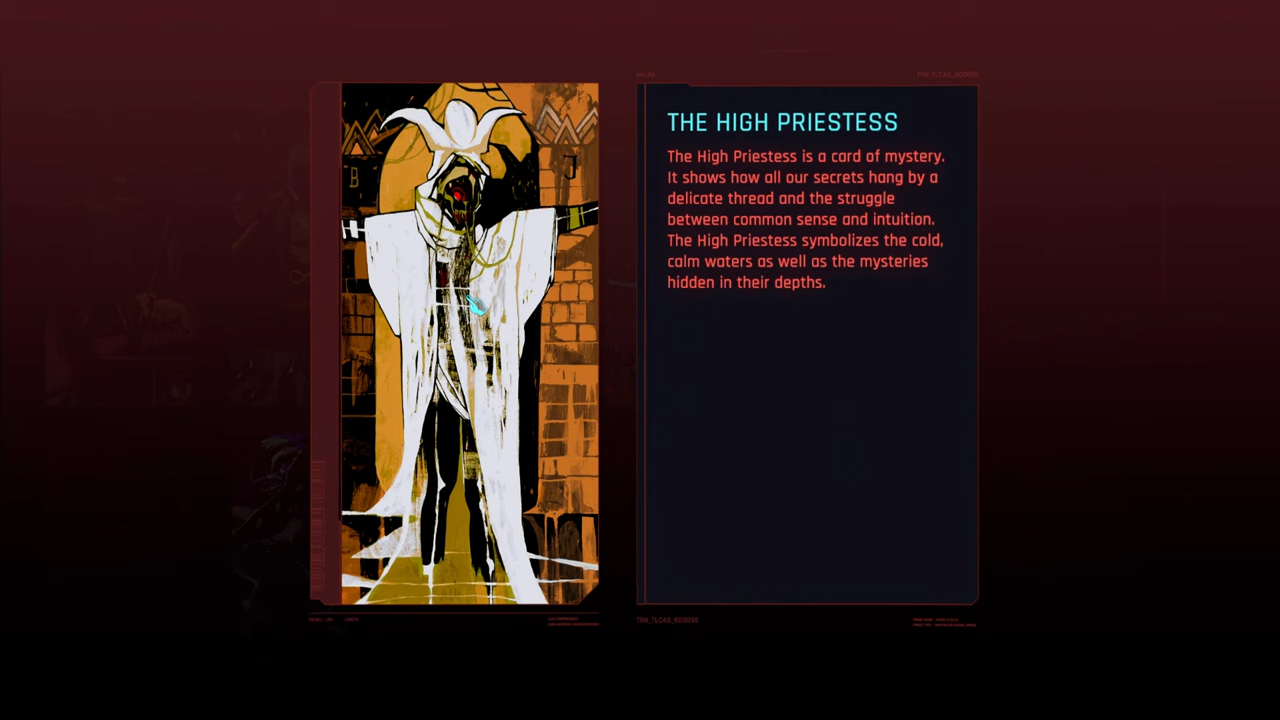 TRN_TLCAS_600095
B
J
THE HIGH PRIESTESS
The High Priestess is a card of mystery.
It shows how all our secrets hang by a
delicate thread and the struggle
between common sense and intuition.
The High Priestess symbolizes the cold,
calm waters as well as the mysteries
hidden in their depths.
TRN_TLCAS_600095